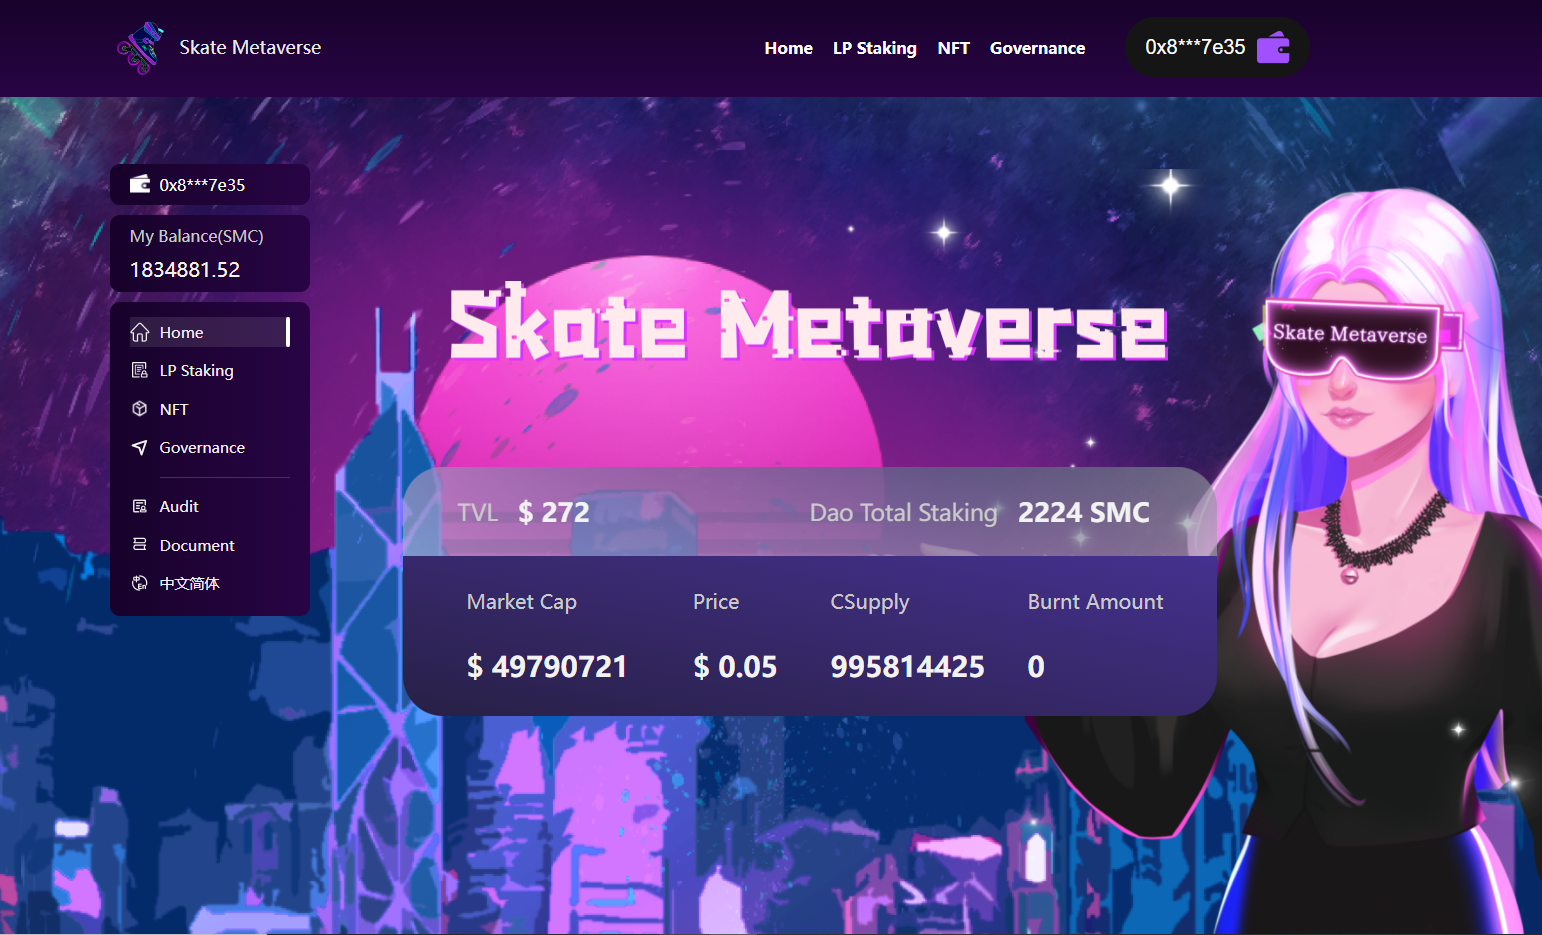 Skate Metaverse
Home LP Staking NFT Governance 0x8***7e35
0x8***7e35
My Balance(SMC)
1834881.52
Home
LP Staking
NFT
Governance
Audit
Document
中文简体
Skate Metaverse
Skate Metaverse
TVL $ 272 Dao Total Staking 2224 SMC
Market Cap Price CSupply Burnt Amount
$ 49790721 $ 0.05 995814425 0